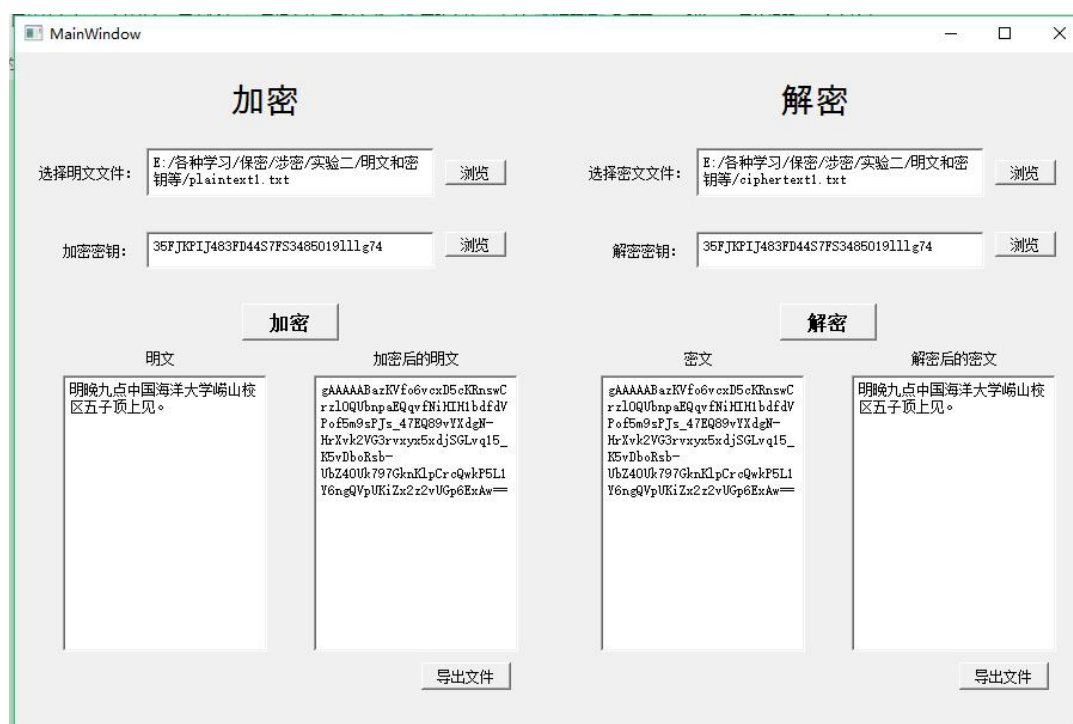 MainWindow
加密
选择明文文件：
E:/各种学习/保密/涉密/实验二/明文和密
钥等/plaintext1.txt
浏览
加密密钥：
35FJKPIJ483FD44S7FS3485019lllg74
浏览
加密
明文
加密后的明文
明晚九点中国海洋大学崂山校
区五子顶上见。
gAAAAABazKVfo6vcxD5cKRnswC
rzlOQUbnpaEQqvfNiHIH1bdfdV
Pof5m9sPJs_47EQ89vYXdgN-
HrXvk2VG3rvxyx5xdjSGLvq15_
K5vDboRsb-
UbZ4OUk797GknKlpCrcQwkP5L1
Y6ngQVpUKiZx2z2vUGp6ExAw==
导出文件
解密
选择密文文件：
E:/各种学习/保密/涉密/实验二/明文和密
钥等/ciphertext1.txt
浏览
解密密钥：
35FJKPIJ483FD44S7FS3485019lllg74
浏览
解密
密文
解密后的密文
gAAAAABazKVfo6vcxD5cKRnswC
rzlOQUbnpaEQqvfNiHIH1bdfdV
Pof5m9sPJs_47EQ89vYXdgN-
HrXvk2VG3rvxyx5xdjSGLvq15_
K5vDboRsb-
UbZ4OUk797GknKlpCrcQwkP5L1
Y6ngQVpUKiZx2z2vUGp6ExAw==
明晚九点中国海洋大学崂山校
区五子顶上见。
导出文件